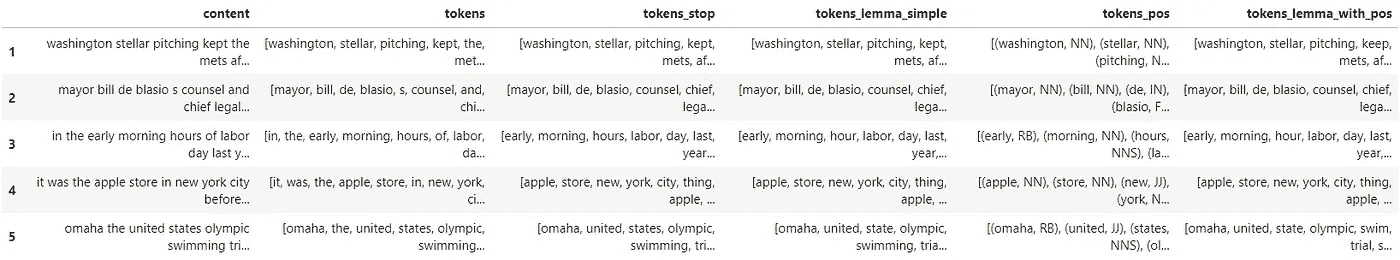 content tokens tokens_stop tokens_lemma_simple tokens_pos tokens_lemma_with_pos
1 washington stellar pitching kept the [washington, stellar, pitching, kept, the, [washington, stellar, pitching, kept, [washington, stellar, pitching, kept, [(washington, NN), (stellar, NN), [washington, stellar, pitching, keep,
mets af... met... mets, af... mets, af... (pitching, N... mets, af...
2 mayor bill de blasio s counsel and [mayor, bill, de, blasio, s, counsel, and, [mayor, bill, de, blasio, counsel, chief, [mayor, bill, de, blasio, counsel, chief, [(mayor, NN), (bill, NN), (de, IN), [mayor, bill, de, blasio, counsel, chief,
chief legal... chi... lega... lega... (blasio, F... lega...
3 in the early morning hours of labor [in, the, early, morning, hours, of, labor, [early, morning, hours, labor, day, last, [early, morning, hour, labor, day, last, [(early, RB), (morning, NN), (hours, [early, morning, hour, labor, day, last,
day last y... da... year... year,... NNS), (la... year,...
4 it was the apple store in new york city [it, was, the, apple, store, in, new, york, [apple, store, new, york, city, thing, [apple, store, new, york, city, thing, [(apple, NN), (store, NN), (new, JJ), [apple, store, new, york, city, thing,
before... ci... apple, ... apple, ... (york, N... apple, ...
5 omaha the united states olympic [omaha, the, united, states, olympic, [omaha, united, states, olympic, [omaha, united, state, olympic, [(omaha, RB), (united, JJ), (states, [omaha, united, state, olympic, swim,
swimming tri... swimming... swimming, tri... swimming, tria... NNS), (ol... trial, s...